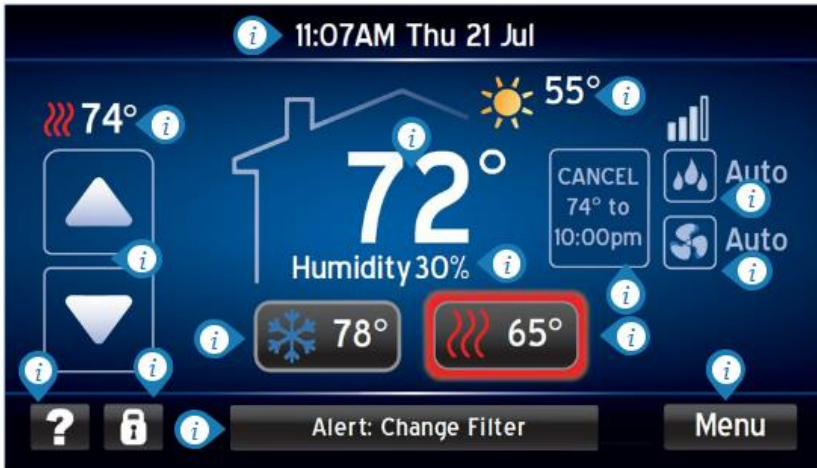 i 11:07AM Thu 21 Jul
74° i
55° i
i
72°
Humidity 30% i
CANCEL
74° to
10:00pm
i
Auto
i
Auto
i
i
i 78°
65° i
i
i
i
? i Alert: Change Filter
Menu